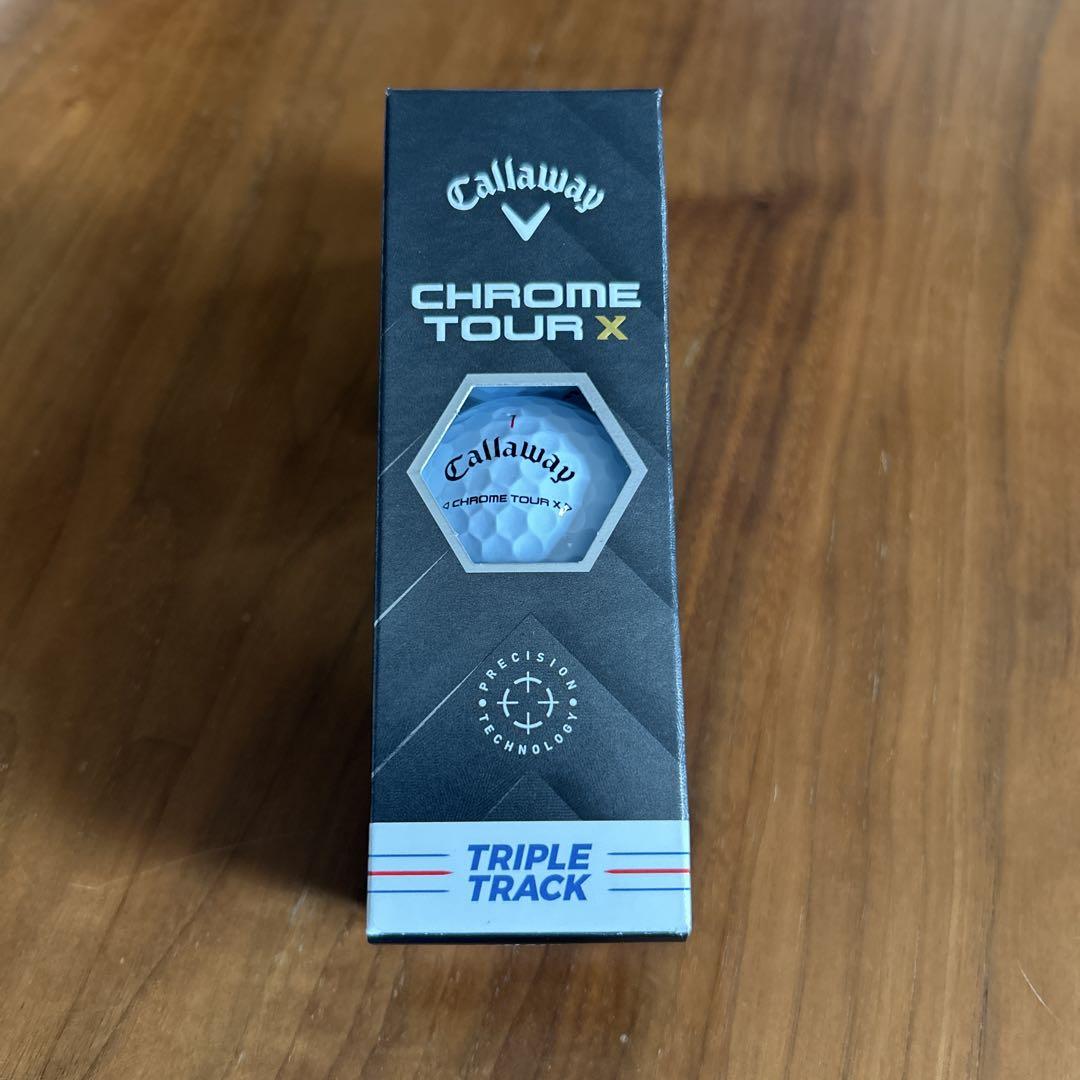 Callaway
CHROME
TOUR X
1
Callaway
CHROME TOUR X
PRECISION
TECHNOLOGY
TRIPLE
TRACK